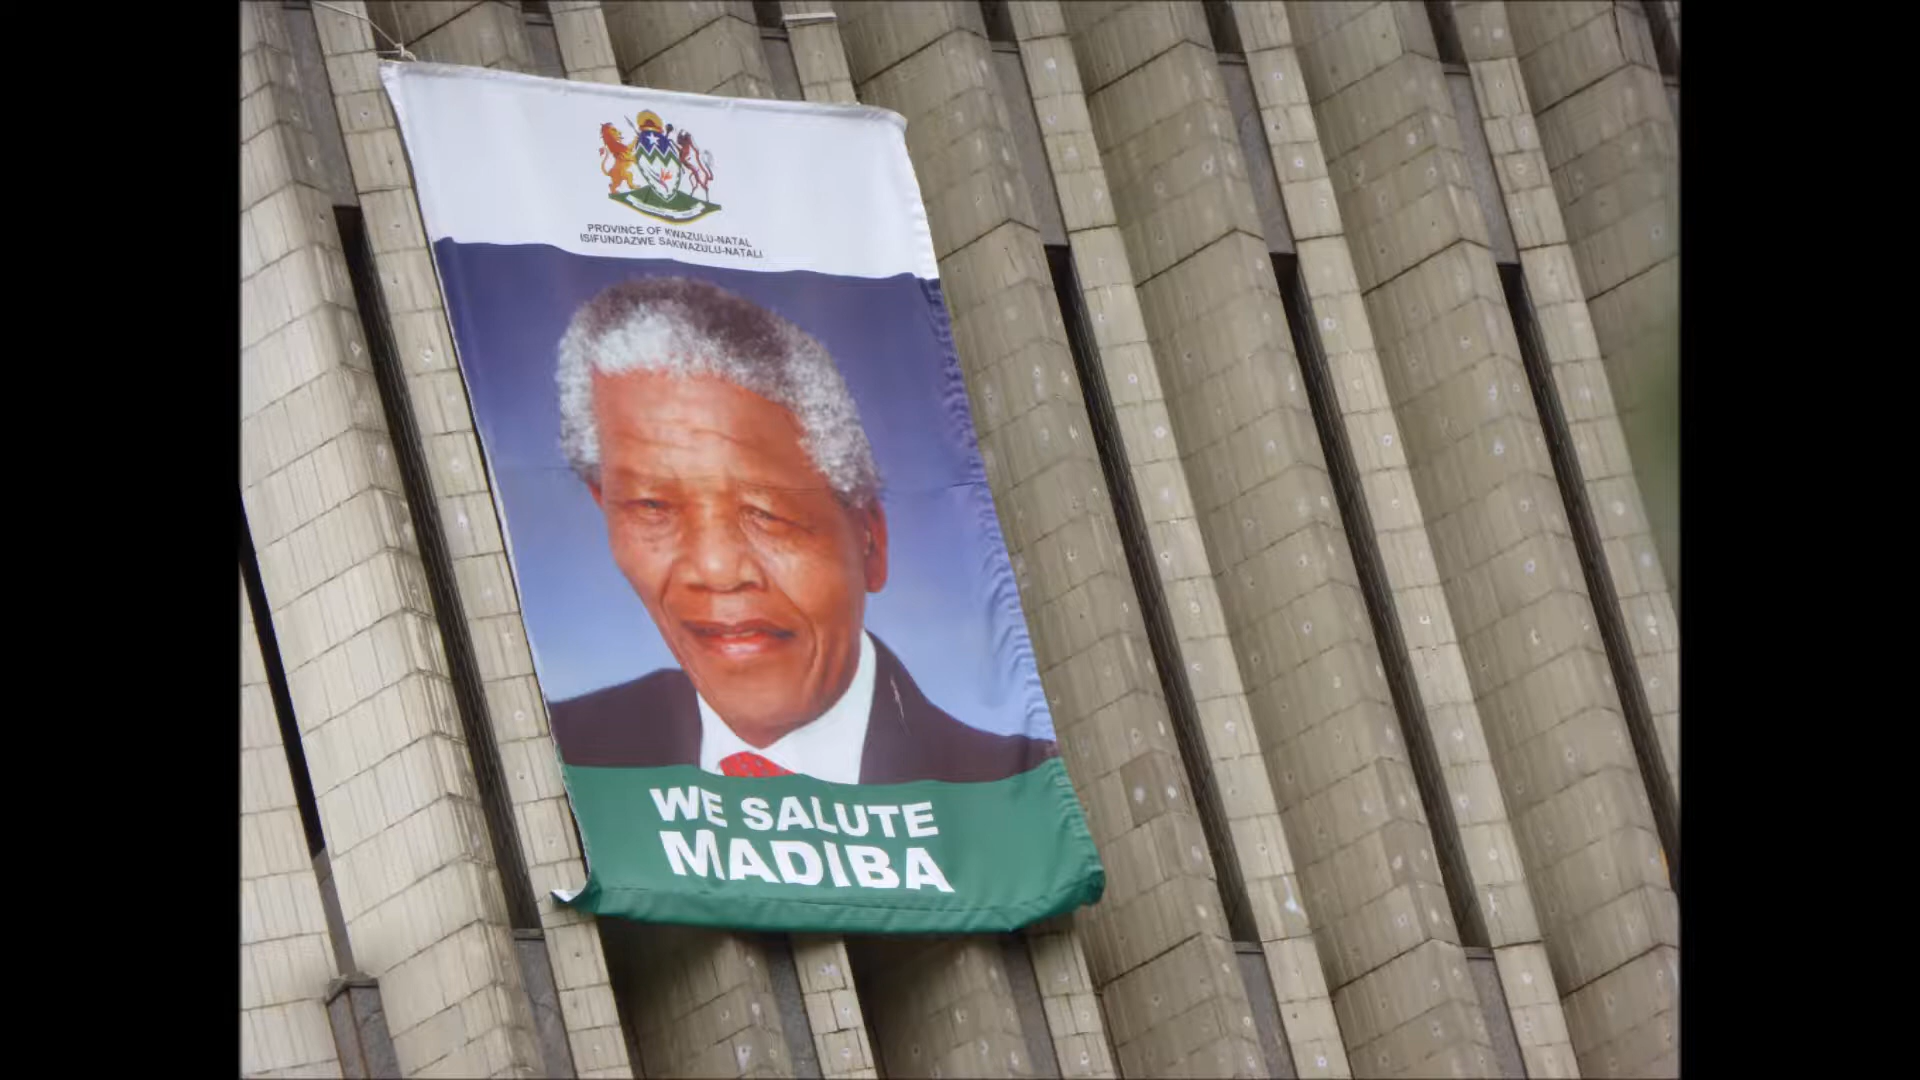 PROVINCE OF KWAZULU-NATAL
ISIFUNDAZWE SAKWAZULU-NATALI
WE SALUTE
MADIBA